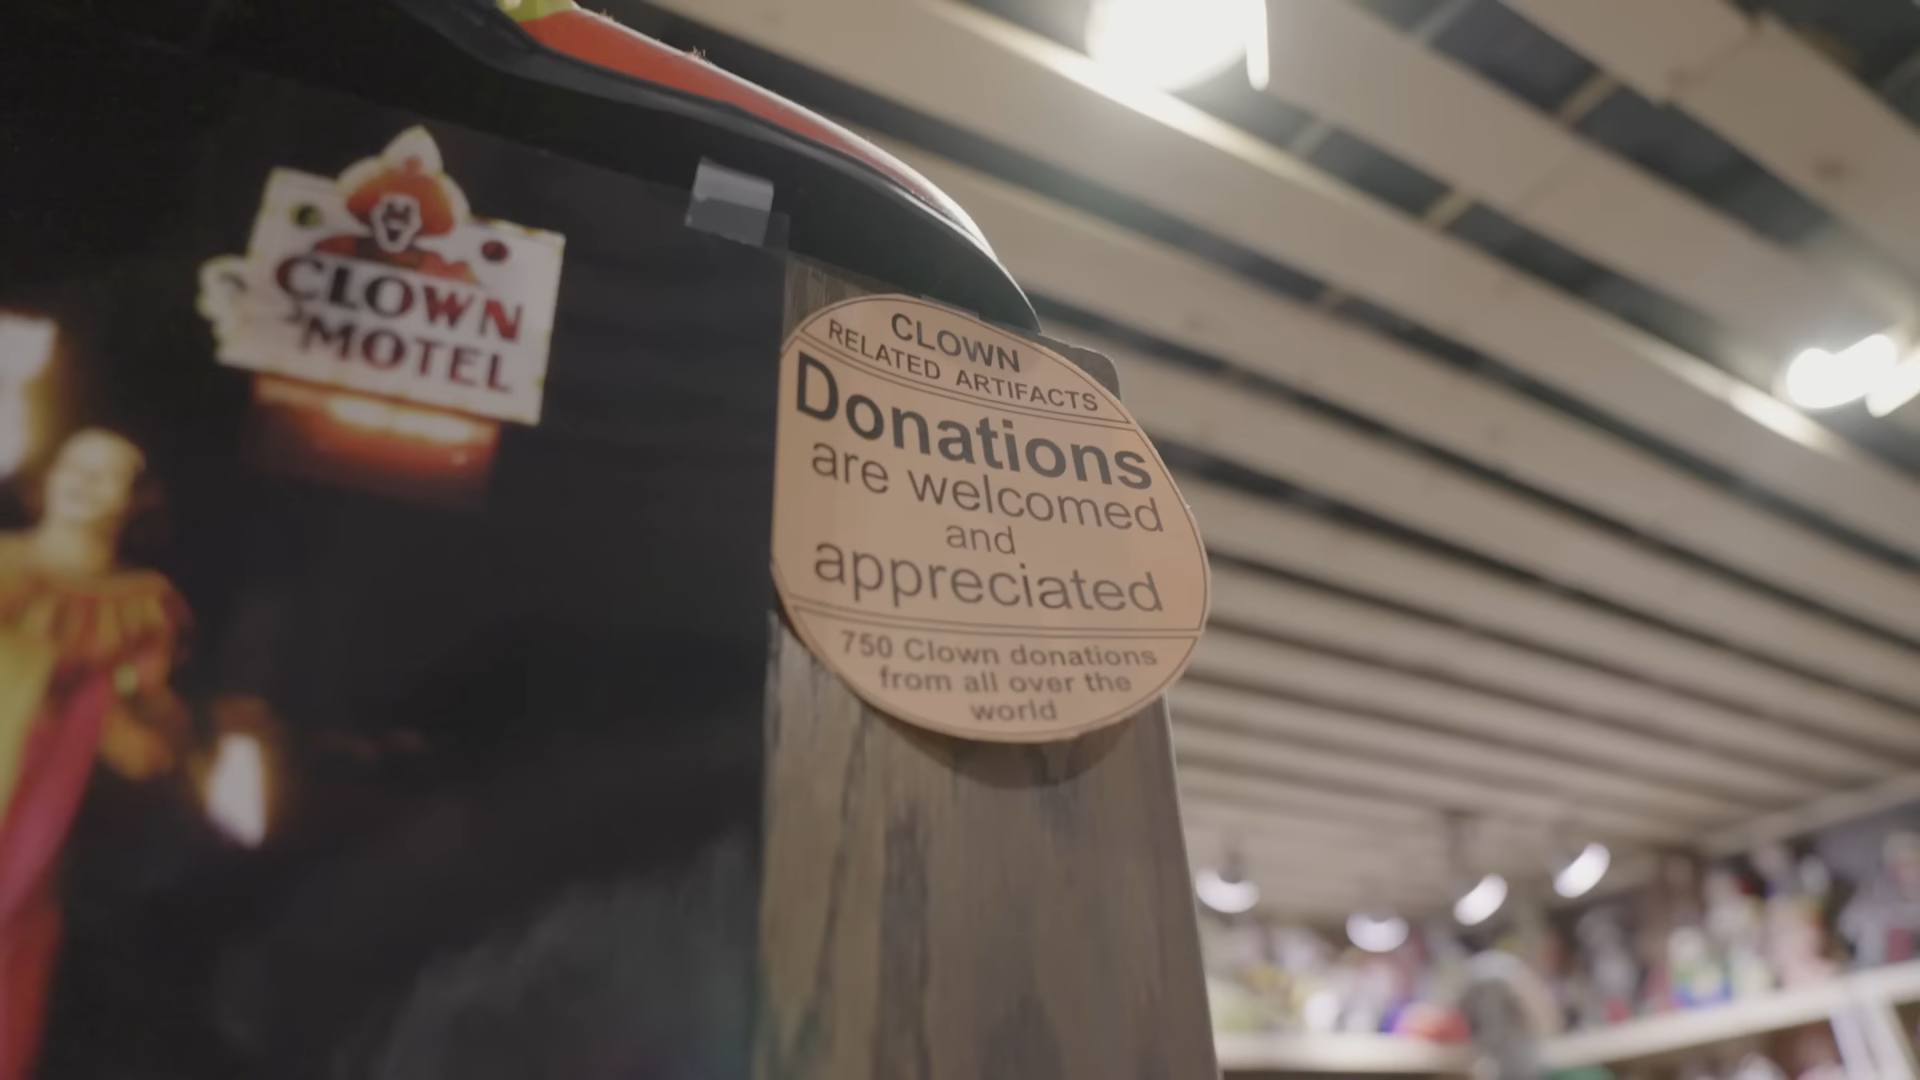 CLOWN
MOTEL
CLOWN
RELATED ARTIFACTS
Donations
are welcomed
and
appreciated
750 Clown donations
from all over the
world